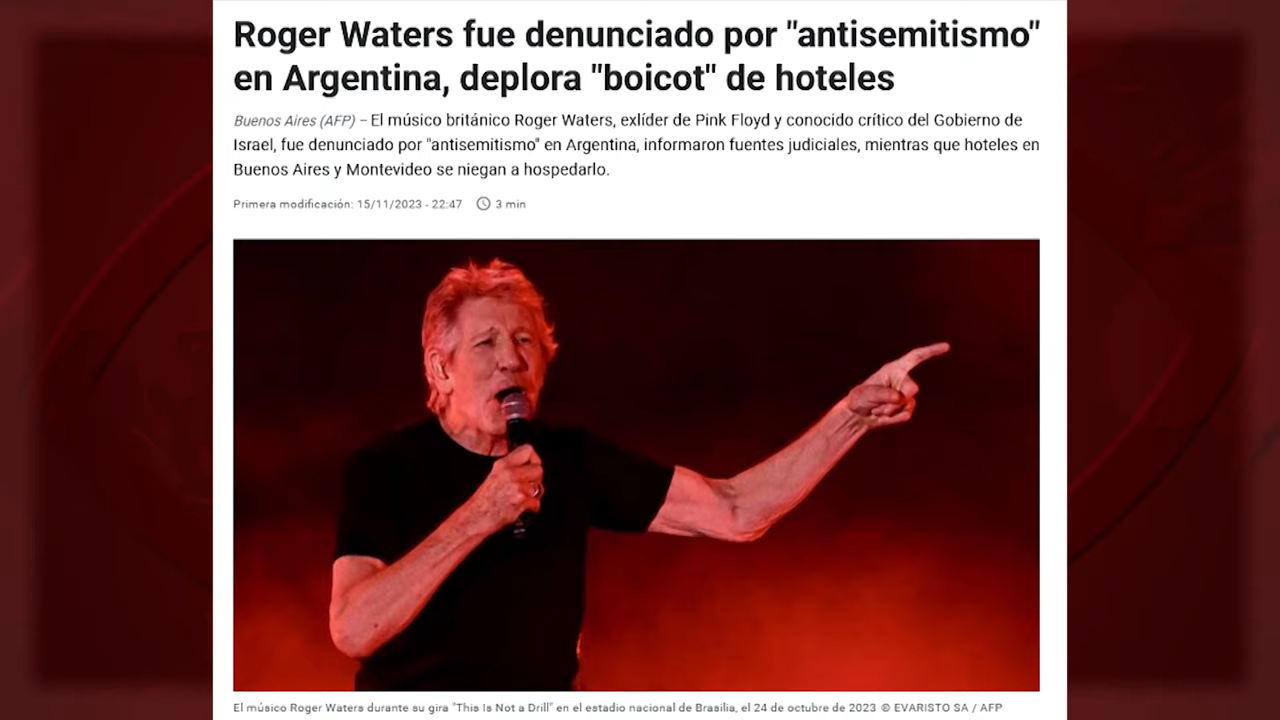 Roger Waters fue denunciado por "antisemitismo"
en Argentina, deplora "boicot" de hoteles
Buenos Aires (AFP) – El músico británico Roger Waters, exlíder de Pink Floyd y conocido crítico del Gobierno de
Israel, fue denunciado por "antisemitismo" en Argentina, informaron fuentes judiciales, mientras que hoteles en
Buenos Aires y Montevideo se niegan a hospedarlo.
Primera modificación: 15/11/2023 - 22:47 3 min
El músico Roger Waters durante su gira "This Is Not a Drill" en el estadio nacional de Brasilia, el 24 de octubre de 2023 © EVARISTO SA / AFP